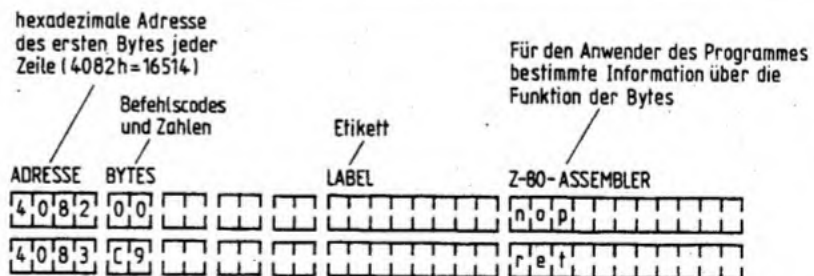 hexadezimale Adresse
des ersten Bytes jeder
Zeile (4082h=16514)
Für den Anwender des Programmes
bestimmte Information über die
Funktion der Bytes
Befehlscodes
und Zahlen
Etikett
ADRESSE BYTES LABEL Z-80-ASSEMBLER
4082 00 nop
4083 C9 ret